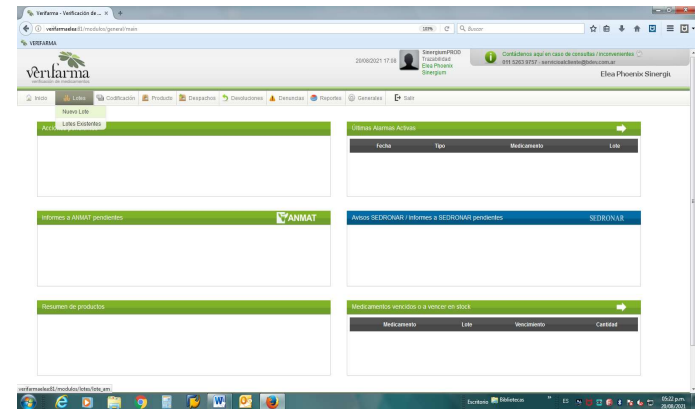 Verifarma - Verificación de ... × +
verifarmaelea:81/modulos/general/main
110% Buscar
VERIFARMA
verifarma
verificación de medicamentos
20/08/2021 17:08
SinergiumPROD
Trazabilidad
Elea Phoenix
Sinergium
Contáctenos aquí en caso de consultas / inconvenientes
011 5263 9757 - servicioalcliente@bdev.com.ar
Elea Phoenix Sinergiu
Inicio Lotes Codificación Producto Despachos Devoluciones Denuncias Reportes Generales Salir
Nuevo Lote
Lotes Existentes
Últimas Alarmas Activas
Fecha Tipo Medicamento Lote
Informes a ANMAT pendientes ANMAT
Avisos SEDRONAR / Informes a SEDRONAR pendientes SEDRONAR
Resumen de productos
Medicamentos vencidos o a vencer en stock
Medicamento Lote Vencimiento Cantidad
verifarmaelea:81/modulos/lotes/lote_am
Escritorio Bibliotecas » ES 05:22 p.m.
20/08/2021